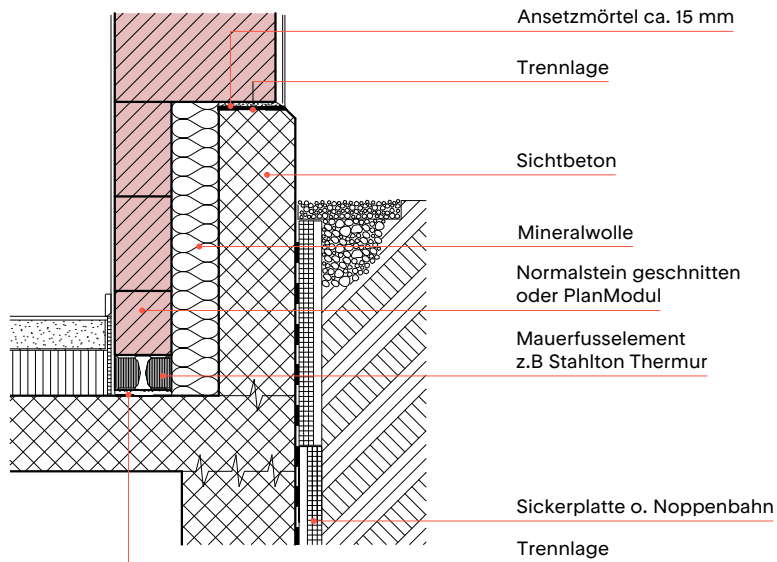 Ansetzmörtel ca. 15 mm
Trennlage
Sichtbeton
Mineralwolle
Normalstein geschnitten
oder PlanModul
Mauerfusselement
z.B Stahlton Thermur
Sickerplatte o. Noppenbahn
Trennlage